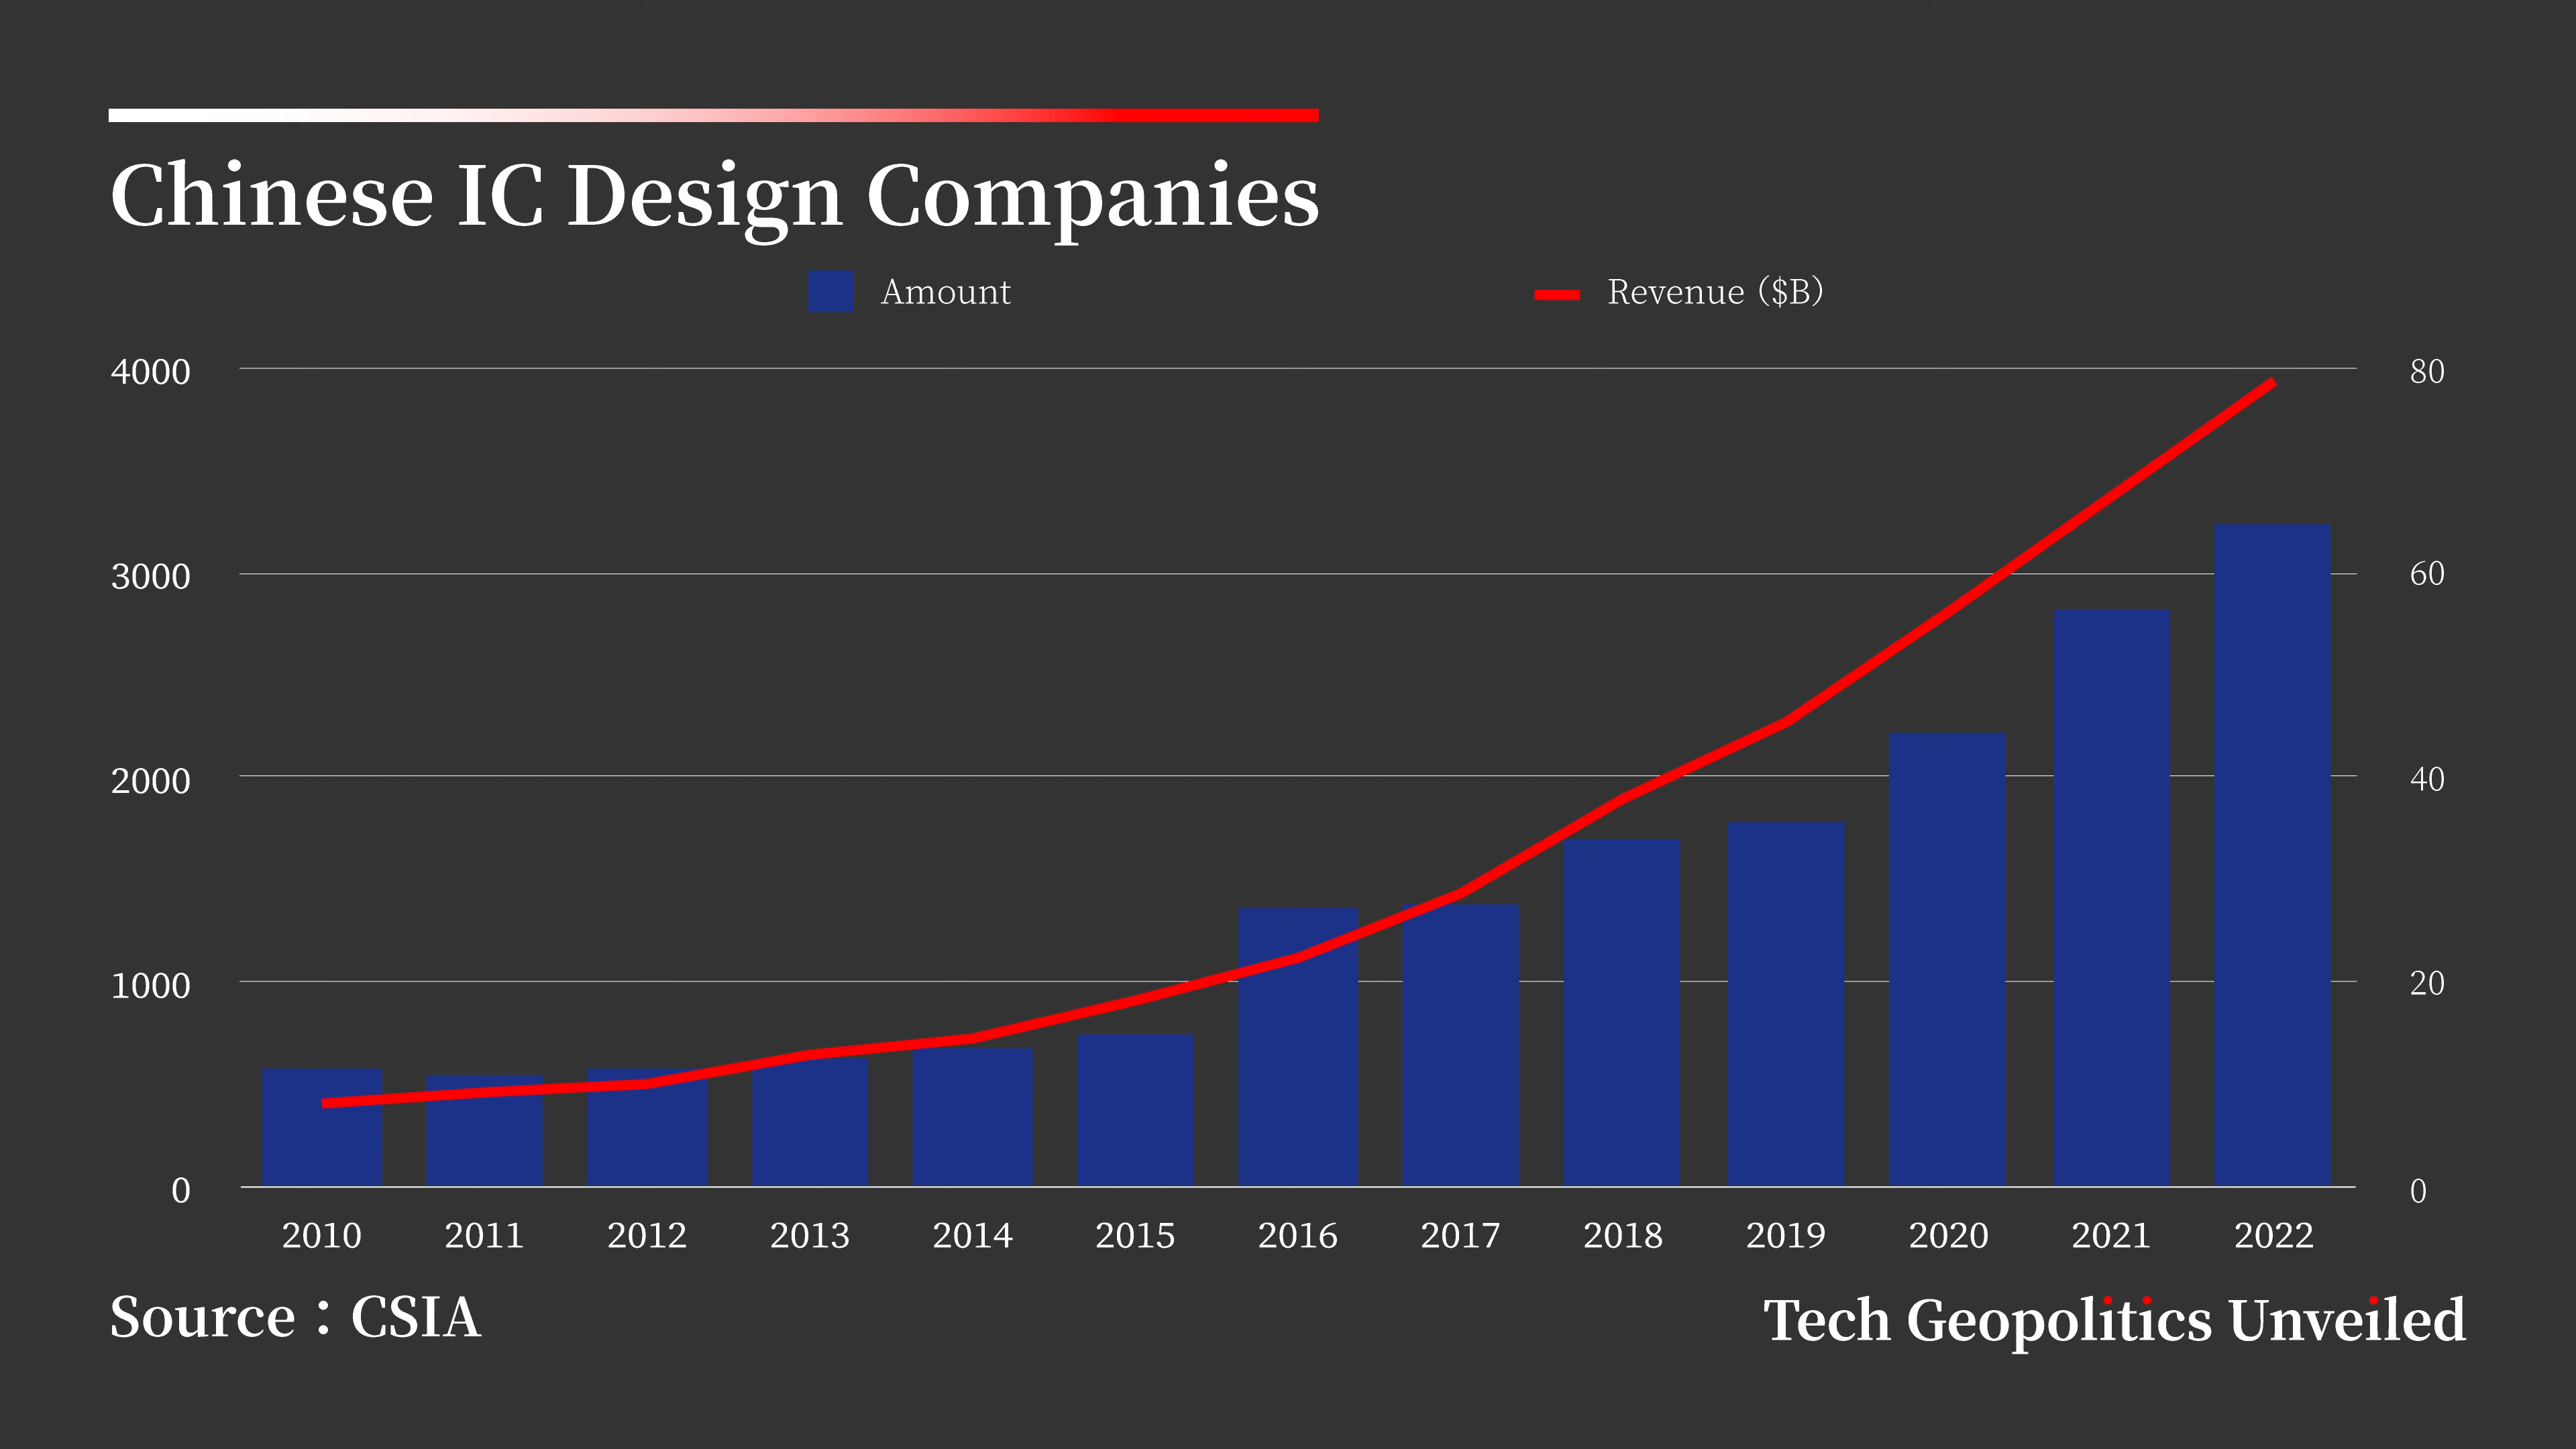 Chinese IC Design Companies
Amount
Revenue ($B)
4000
80
3000
60
2000
40
1000
20
0
0
2010 2011 2012 2013 2014 2015 2016 2017 2018 2019 2020 2021 2022
Source：CSIA
Tech Geopolitics Unveiled